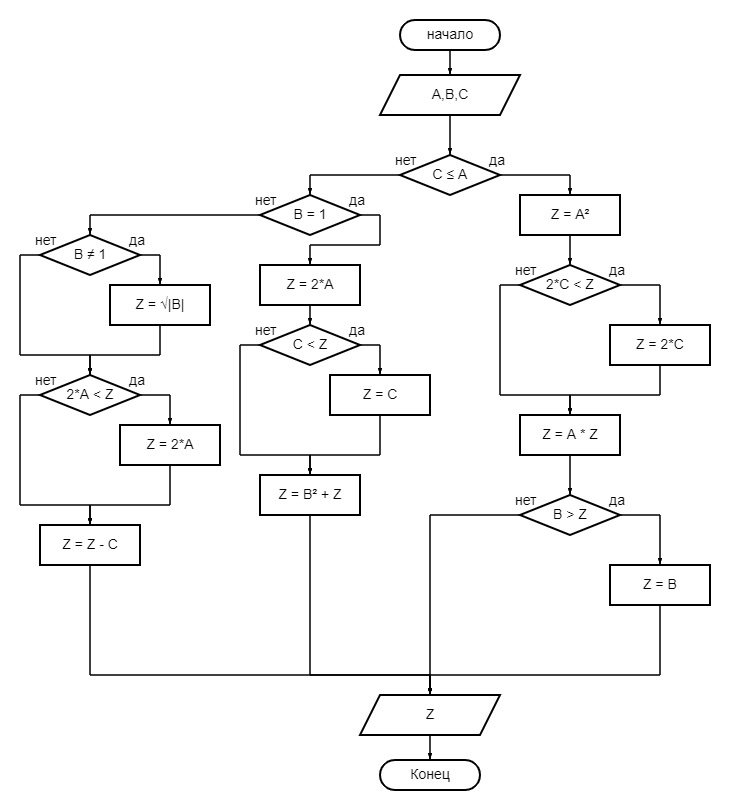 начало
A,B,C
нет
да
C ≤ A
нет
да
B = 1
Z = A²
нет
да
B ≠ 1
нет
да
2*C < Z
Z = 2*A
Z = √|B|
нет
да
C < Z
Z = 2*C
нет
да
2*A < Z
Z = C
Z = A * Z
Z = 2*A
Z = B² + Z
нет
да
B > Z
Z = Z - C
Z = B
Z
Конец